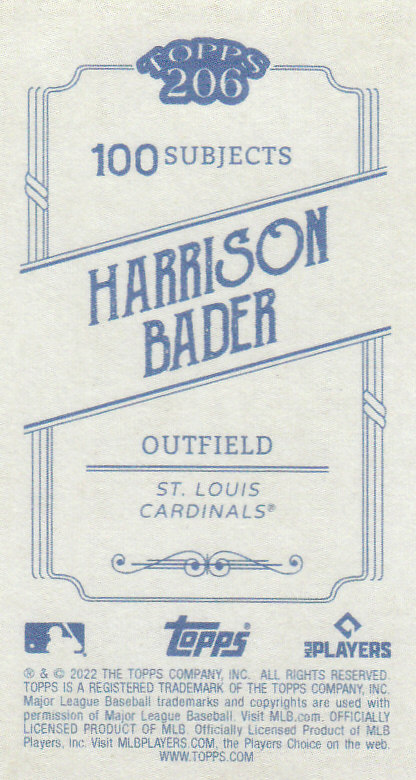 TOPPS
206
100 SUBJECTS
HARRISON
BADER
OUTFIELD
ST. LOUIS
CARDINALS®
Topps® MLB PLAYERS
® & © 2022 THE TOPPS COMPANY, INC. ALL RIGHTS RESERVED.
TOPPS IS A REGISTERED TRADEMARK OF THE TOPPS COMPANY, INC.
Major League Baseball trademarks and copyrights are used with
permission of Major League Baseball. Visit MLB.com. OFFICIALLY
LICENSED PRODUCT OF MLB. Officially Licensed Product of MLB
Players, Inc. Visit MLBPLAYERS.COM, the Players Choice on the web.
WWW.TOPPS.COM